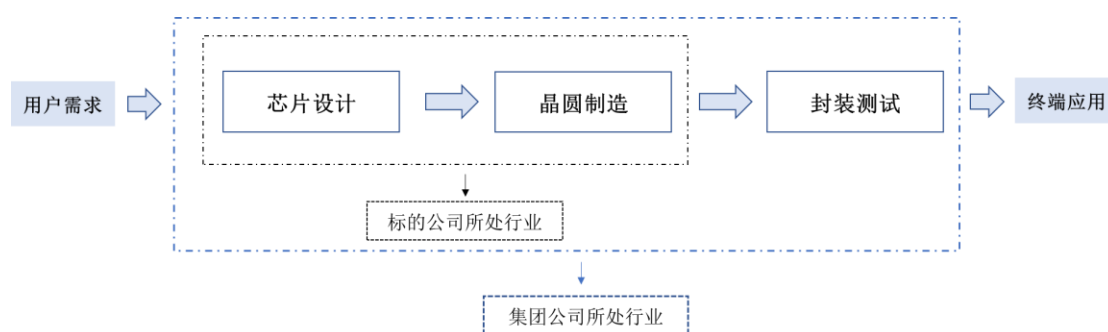 用户需求
芯片设计
晶圆制造
封装测试
终端应用
标的公司所处行业
集团公司所处行业